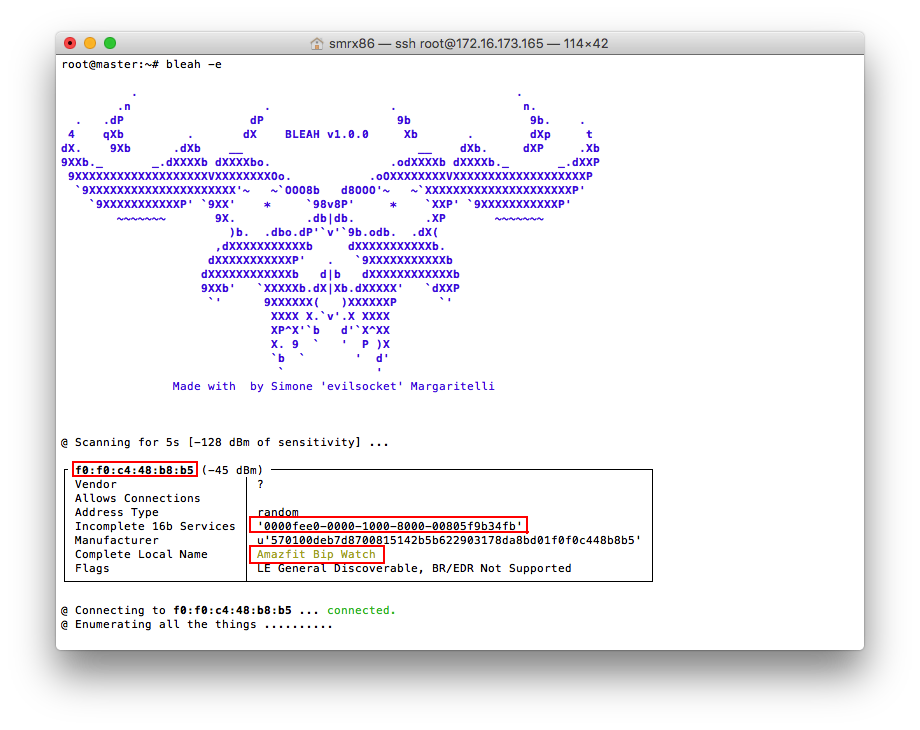 smrx86 — ssh root@172.16.173.165 — 114×42
root@master:~# bleah -e
BLEAH v1.0.0
Made with  by Simone 'evilsocket' Margaritelli
@ Scanning for 5s [-128 dBm of sensitivity] ...
f0:f0:c4:48:b8:b5 (-45 dBm)
Vendor ?
Allows Connections
Address Type random
Incomplete 16b Services '0000fee0-0000-1000-8000-00805f9b34fb'
Manufacturer u'570100deb7d8700815142b5b622903178da8bd01f0f0c448b8b5'
Complete Local Name Amazfit Bip Watch
Flags LE General Discoverable, BR/EDR Not Supported
@ Connecting to f0:f0:c4:48:b8:b5 ... connected.
@ Enumerating all the things ..........